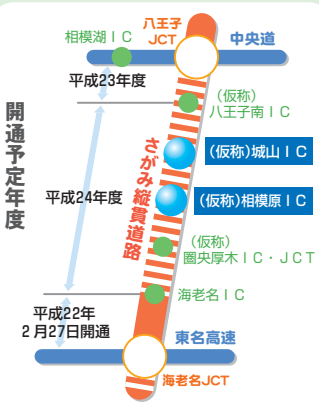 八王子
JCT
相模湖ＩＣ
中央道
平成23年度
（仮称）
八王子南ＩＣ
開通予定年度
さがみ縦貫道路
(仮称)城山ＩＣ
平成24年度
(仮称)相模原ＩＣ
（仮称）
圏央厚木ＩＣ・ＪＣＴ
海老名ＩＣ
平成22年
2月27日開通
東名高速
海老名JCT